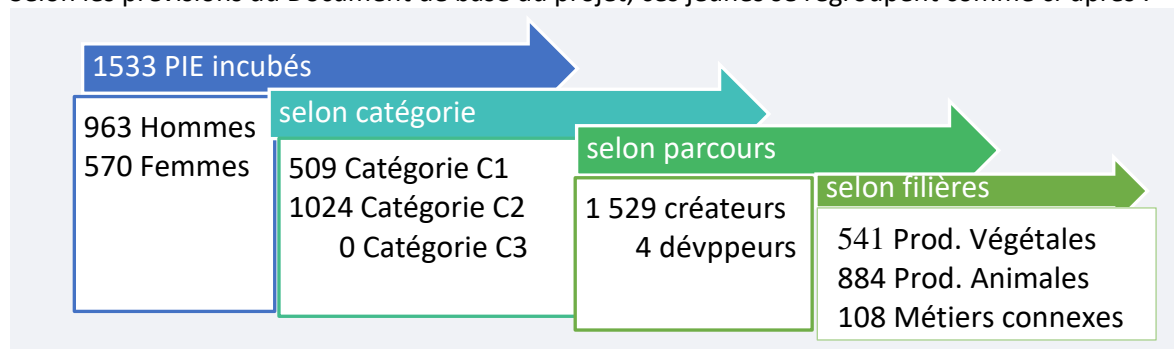 1533 PIE incubés
963 Hommes
570 Femmes
selon catégorie
509 Catégorie C1
1024 Catégorie C2
0 Catégorie C3
selon parcours
1 529 créateurs
4 dévppeurs
selon filières
541 Prod. Végétales
884 Prod. Animales
108 Métiers connexes